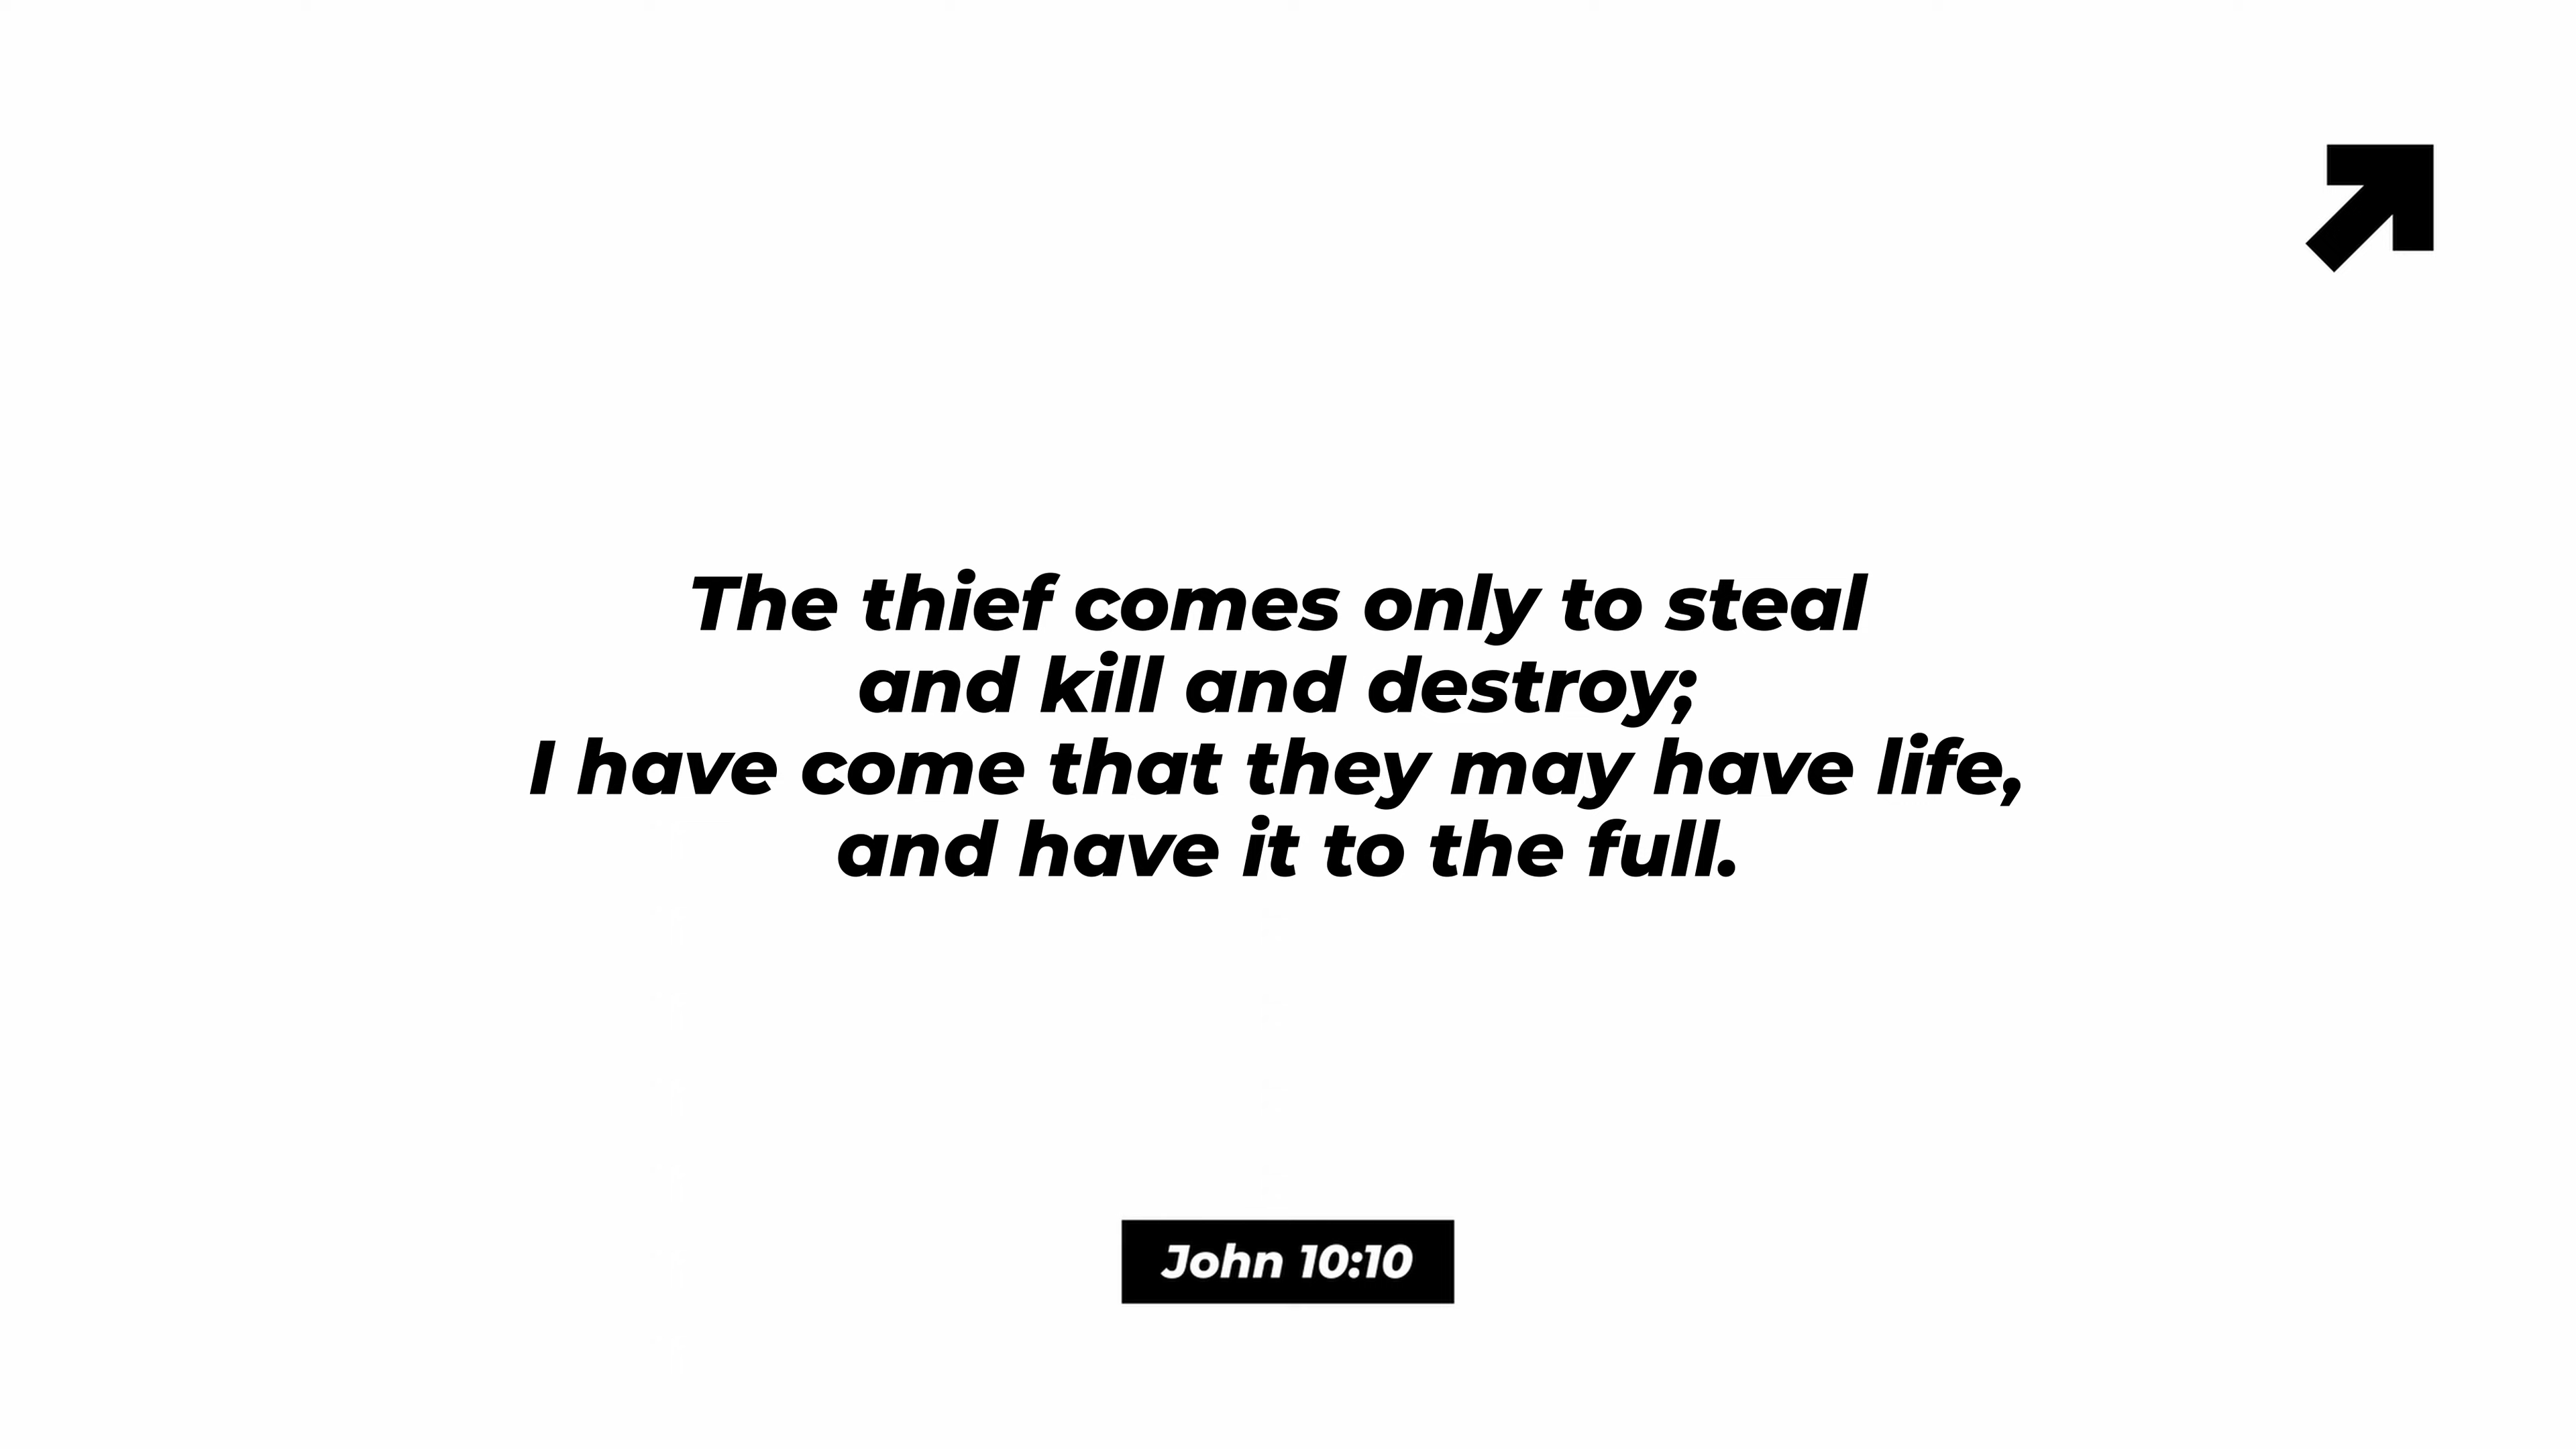 The thief comes only to steal
and kill and destroy;
I have come that they may have life,
and have it to the full.
John 10:10